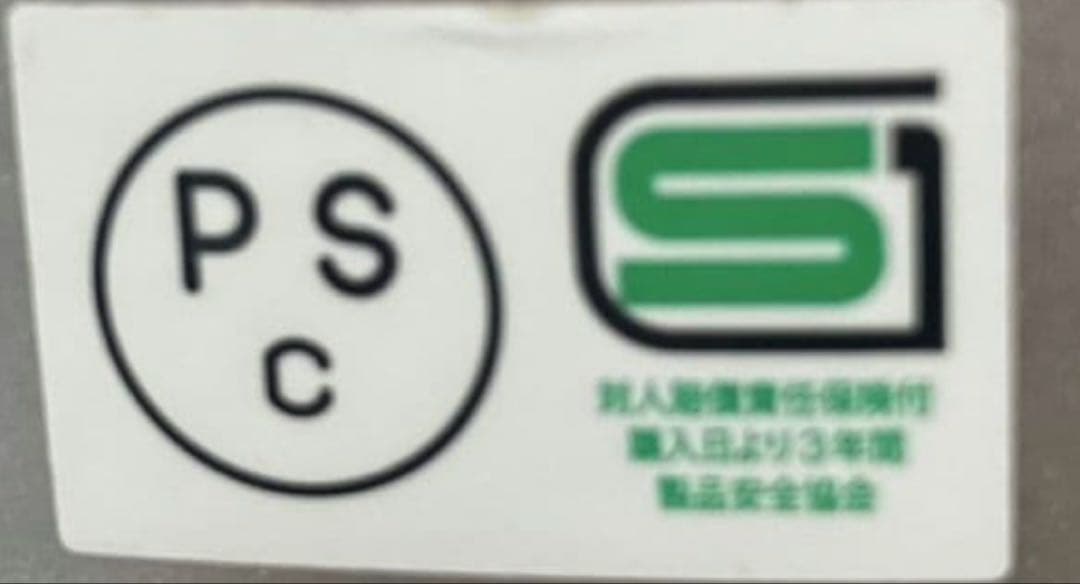 PS
C
SG
対人賠償責任保険付
購入日より3年間
製品安全協会